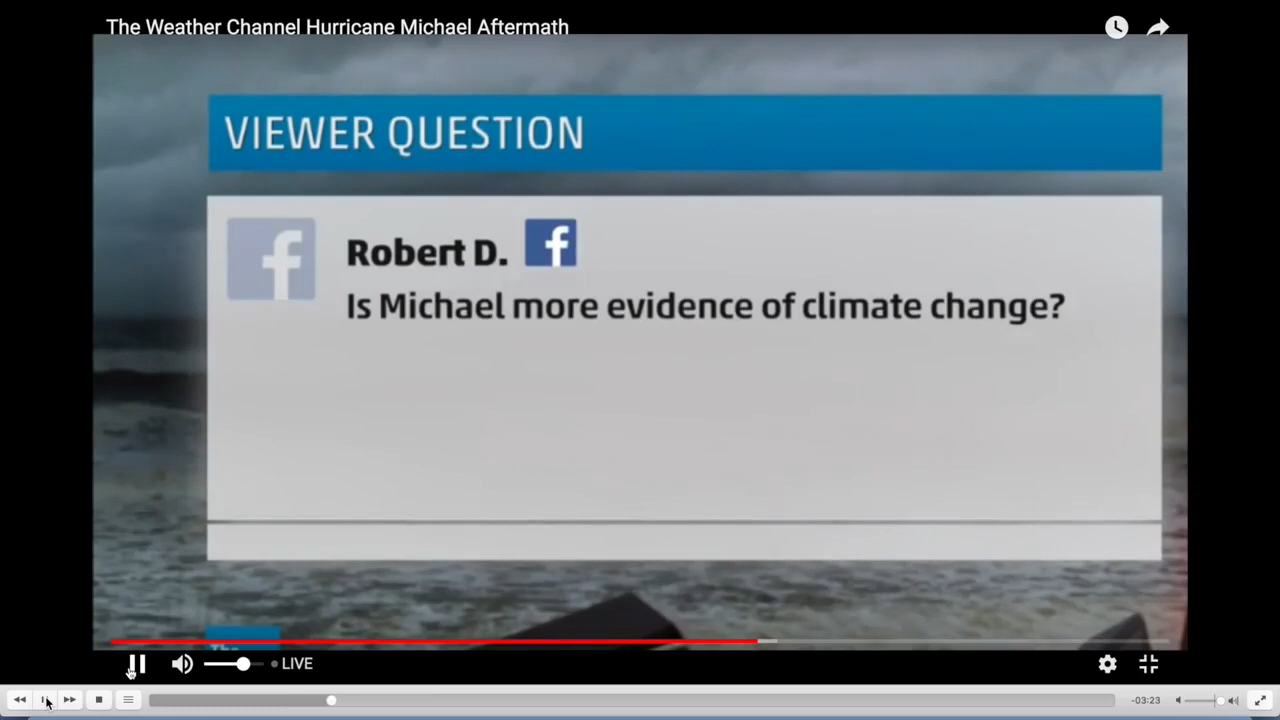 The Weather Channel Hurricane Michael Aftermath
VIEWER QUESTION
Robert D.
Is Michael more evidence of climate change?
The
LIVE
-03:23